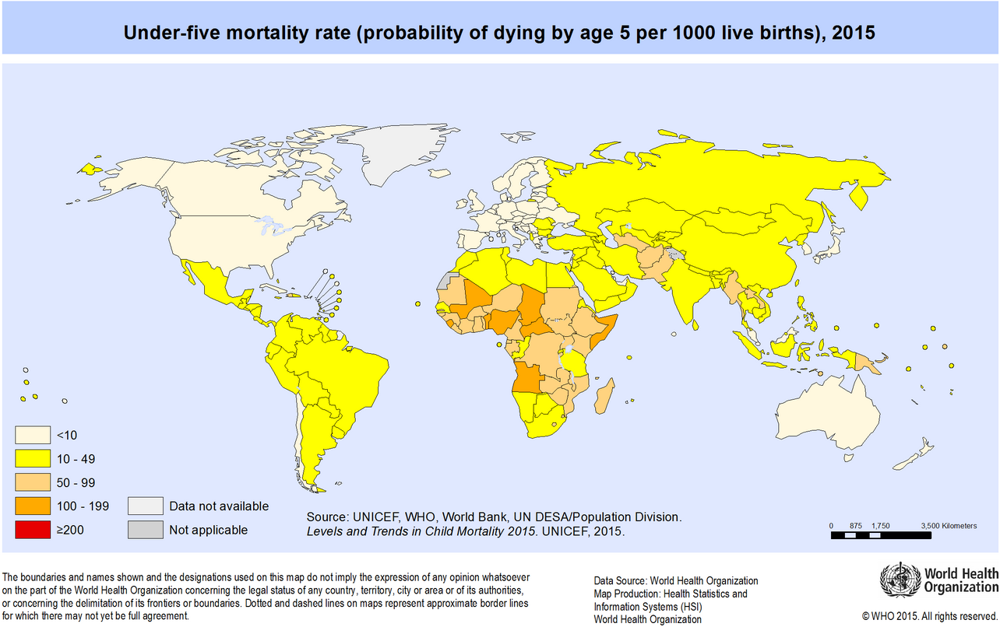 Under-five mortality rate (probability of dying by age 5 per 1000 live births), 2015
<10
10 - 49
50 - 99
100 - 199
≥200
Data not available
Not applicable
Source: UNICEF, WHO, World Bank, UN DESA/Population Division.
Levels and Trends in Child Mortality 2015. UNICEF, 2015.
0 875 1,750 3,500 Kilometers
The boundaries and names shown and the designations used on this map do not imply the expression of any opinion whatsoever
on the part of the World Health Organization concerning the legal status of any country, territory, city or area or of its authorities,
or concerning the delimitation of its frontiers or boundaries. Dotted and dashed lines on maps represent approximate border lines
for which there may not yet be full agreement.
Data Source: World Health Organization
Map Production: Health Statistics and
Information Systems (HSI)
World Health Organization
World Health
Organization
© WHO 2015. All rights reserved.